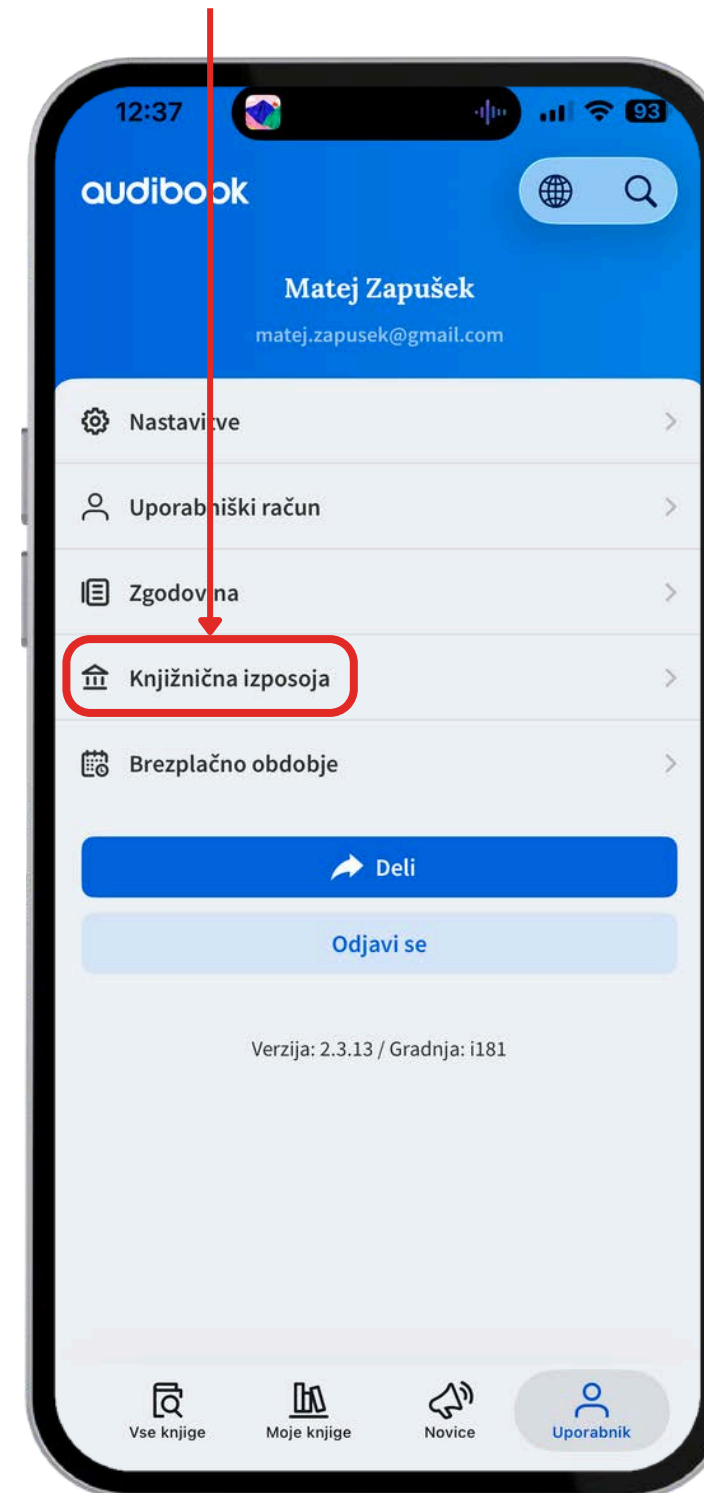 12:37
93
audibook
Matej Zapušek
matej.zapusek@gmail.com
Nastavitve
Uporabniški račun
Zgodovina
Knjižnična izposoja
Brezplačno obdobje
Deli
Odjavi se
Verzija: 2.3.13 / Gradnja: i181
Vse knjige
Moje knjige
Novice
Uporabnik